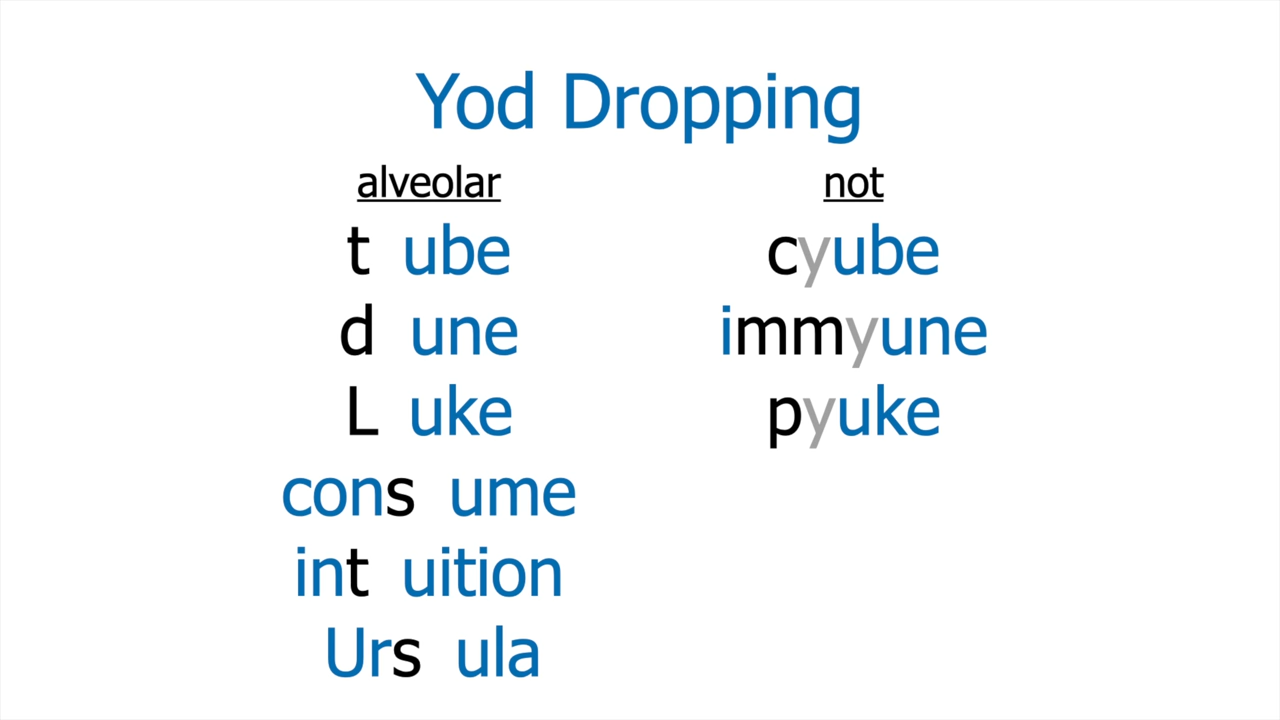 Yod Dropping
alveolar not
t ube cyube
d une immyune
L uke pyuke
cons ume
int uition
Urs ula